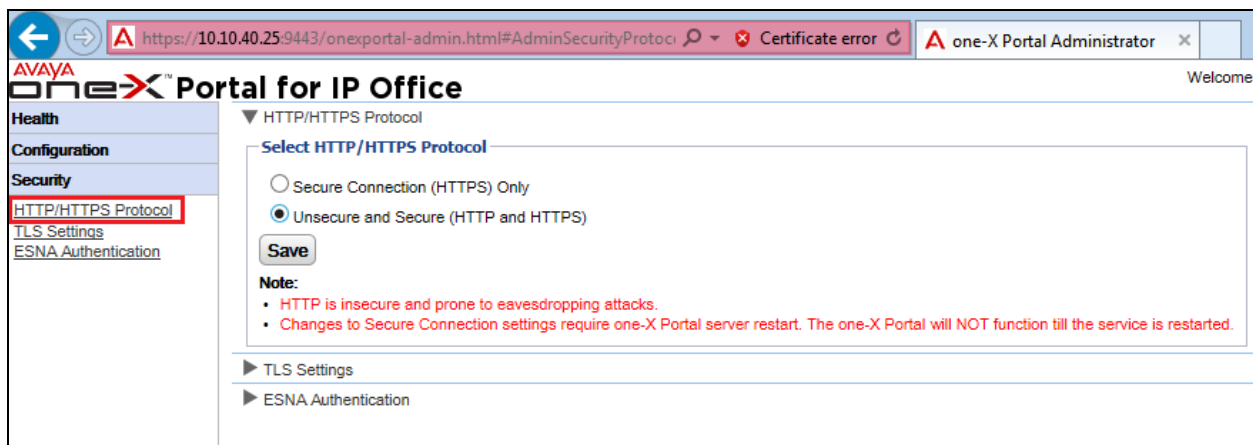 https://10.10.40.25:9443/onexportal-admin.html#AdminSecurityProtoc
Certificate error
one-X Portal Administrator
AVAYA
one-X™ Portal for IP Office
Welcome
Health
Configuration
Security
HTTP/HTTPS Protocol
TLS Settings
ESNA Authentication
HTTP/HTTPS Protocol
Select HTTP/HTTPS Protocol
Secure Connection (HTTPS) Only
Unsecure and Secure (HTTP and HTTPS)
Save
Note:
• HTTP is insecure and prone to eavesdropping attacks.
• Changes to Secure Connection settings require one-X Portal server restart. The one-X Portal will NOT function till the service is restarted.
TLS Settings
ESNA Authentication